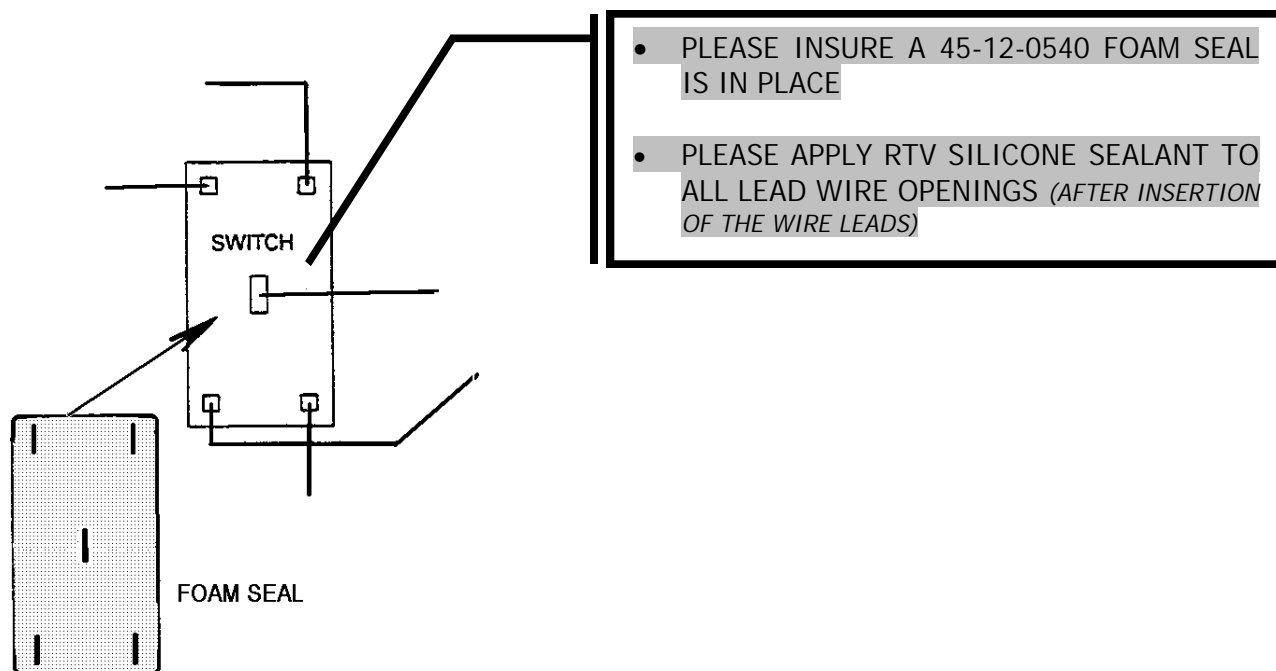 • PLEASE INSURE A 45-12-0540 FOAM SEAL
IS IN PLACE
• PLEASE APPLY RTV SILICONE SEALANT TO
ALL LEAD WIRE OPENINGS (AFTER INSERTION
OF THE WIRE LEADS)
SWITCH
FOAM SEAL